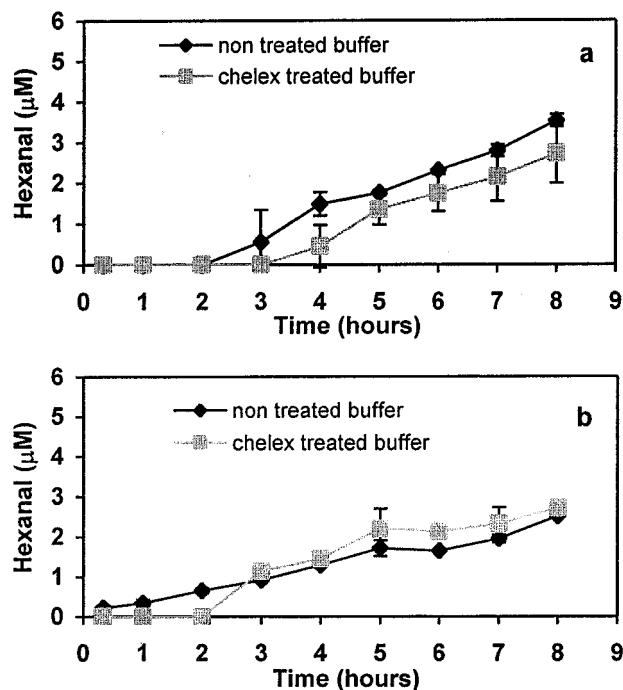 a
non treated buffer
chelex treated buffer
Hexanal (μM)
6
5
4
3
2
1
0
0 1 2 3 4 5 6 7 8 9
Time (hours)
b
non treated buffer
chelex treated buffer
Hexanal (μM)
6
5
4
3
2
1
0
0 1 2 3 4 5 6 7 8 9
Time (hours)